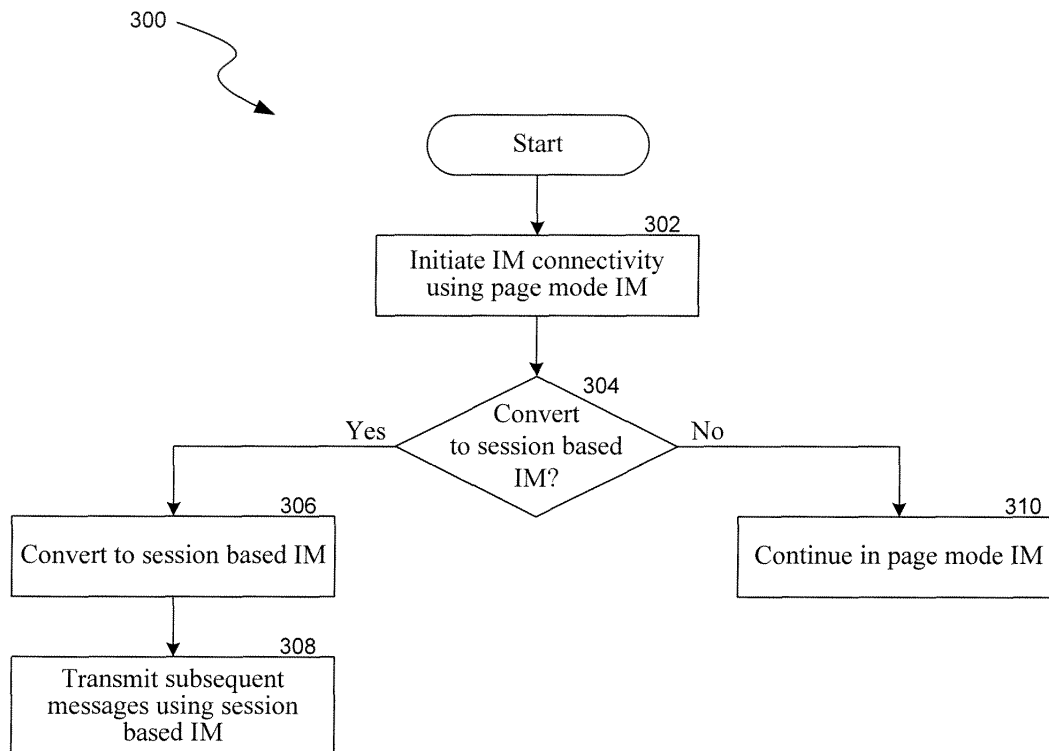 300
Start
302
Initiate IM connectivity
using page mode IM
304
Convert
to session based
IM?
Yes
No
306
Convert to session based IM
310
Continue in page mode IM
308
Transmit subsequent
messages using session
based IM